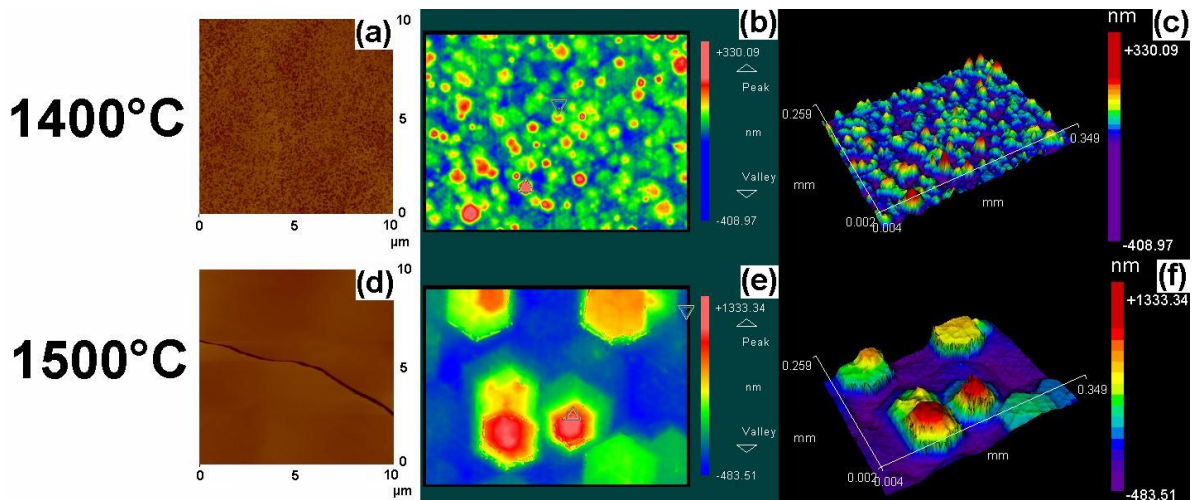 1400°C
(a)
10
5
0
0
5
10
µm
(b)
+330.09
Peak
nm
Valley
-408.97
(c)
nm
+330.09
-408.97
0.259
mm
0.002
0.004
mm
0.349
1500°C
(d)
10
5
0
0
5
10
µm
(e)
+1333.34
Peak
nm
Valley
-483.51
(f)
nm
+1333.34
-483.51
0.259
mm
0.002
0.004
mm
0.349